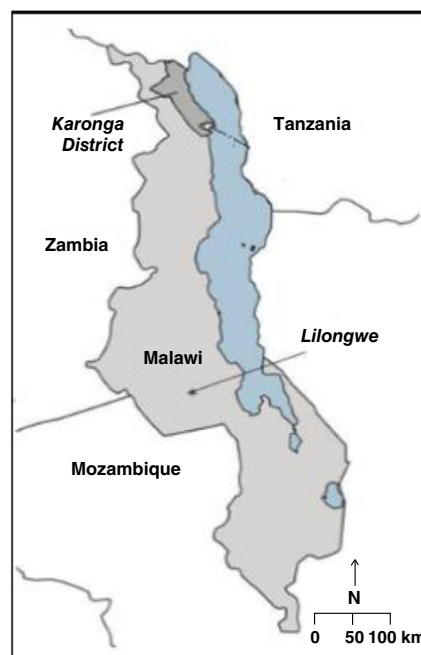 Karonga
District
Tanzania
Zambia
Lilongwe
Malawi
Mozambique
N
0 50 100 km